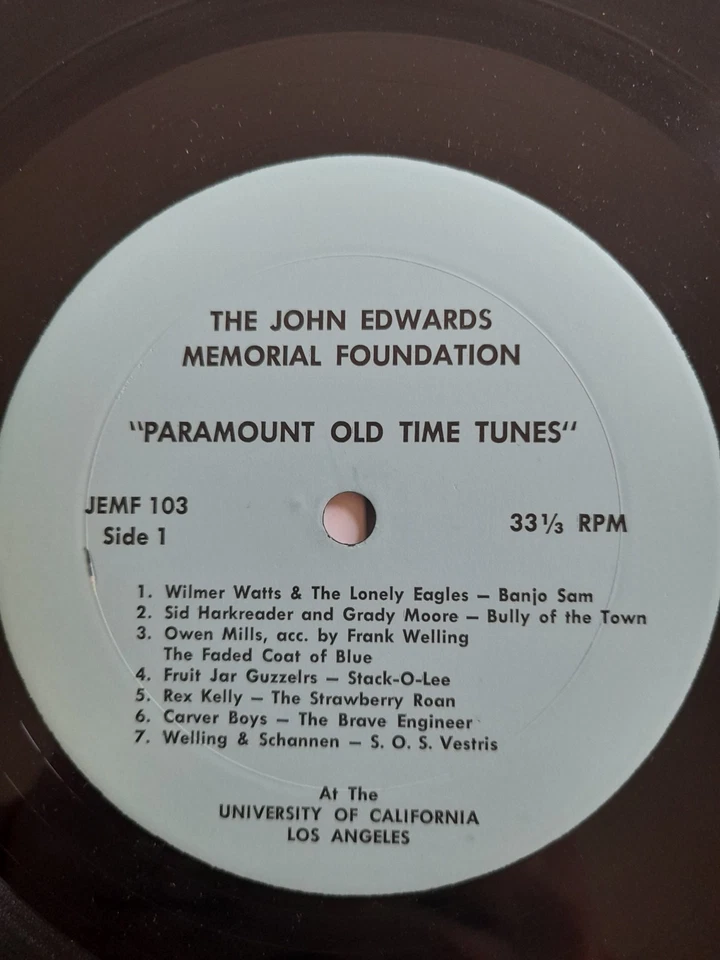 THE JOHN EDWARDS
MEMORIAL FOUNDATION
"PARAMOUNT OLD TIME TUNES"
JEMF 103
Side 1
33⅓ RPM
1. Wilmer Watts & The Lonely Eagles — Banjo Sam
2. Sid Harkreader and Grady Moore — Bully of the Town
3. Owen Mills, acc. by Frank Welling
The Faded Coat of Blue
4. Fruit Jar Guzzelrs — Stack-O-Lee
5. Rex Kelly — The Strawberry Roan
6. Carver Boys — The Brave Engineer
7. Welling & Schannen — S. O. S. Vestris
At The
UNIVERSITY OF CALIFORNIA
LOS ANGELES